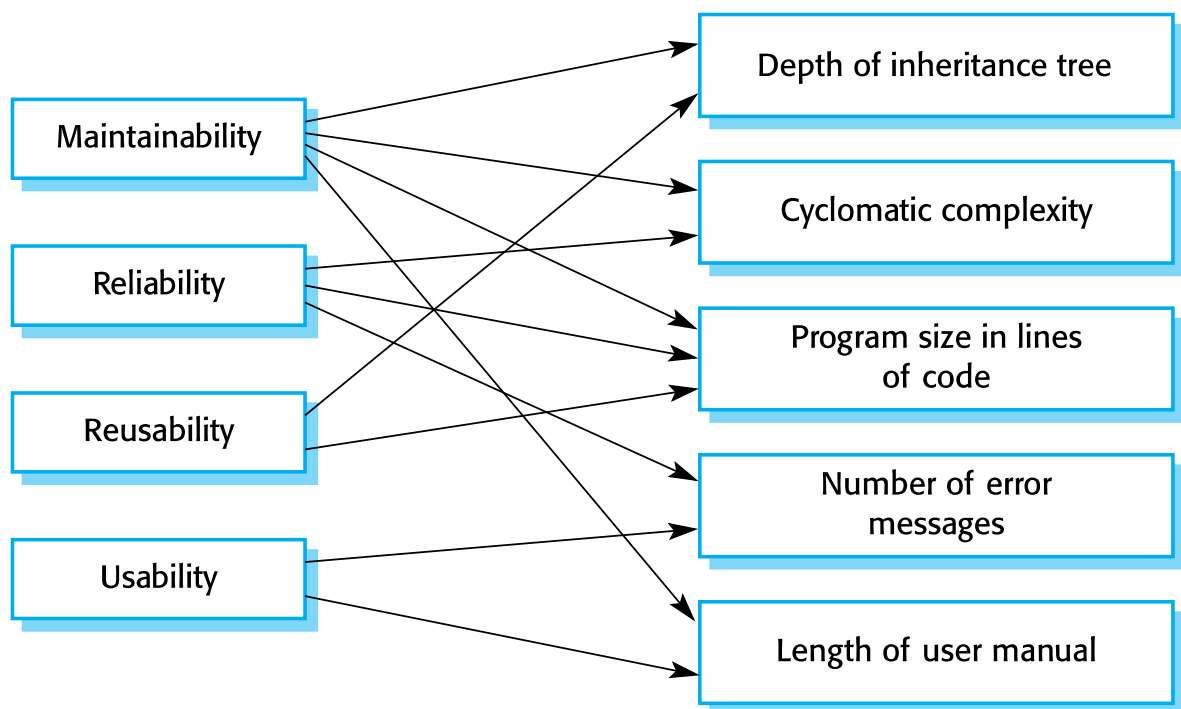 Maintainability
Reliability
Reusability
Usability
Depth of inheritance tree
Cyclomatic complexity
Program size in lines
of code
Number of error
messages
Length of user manual